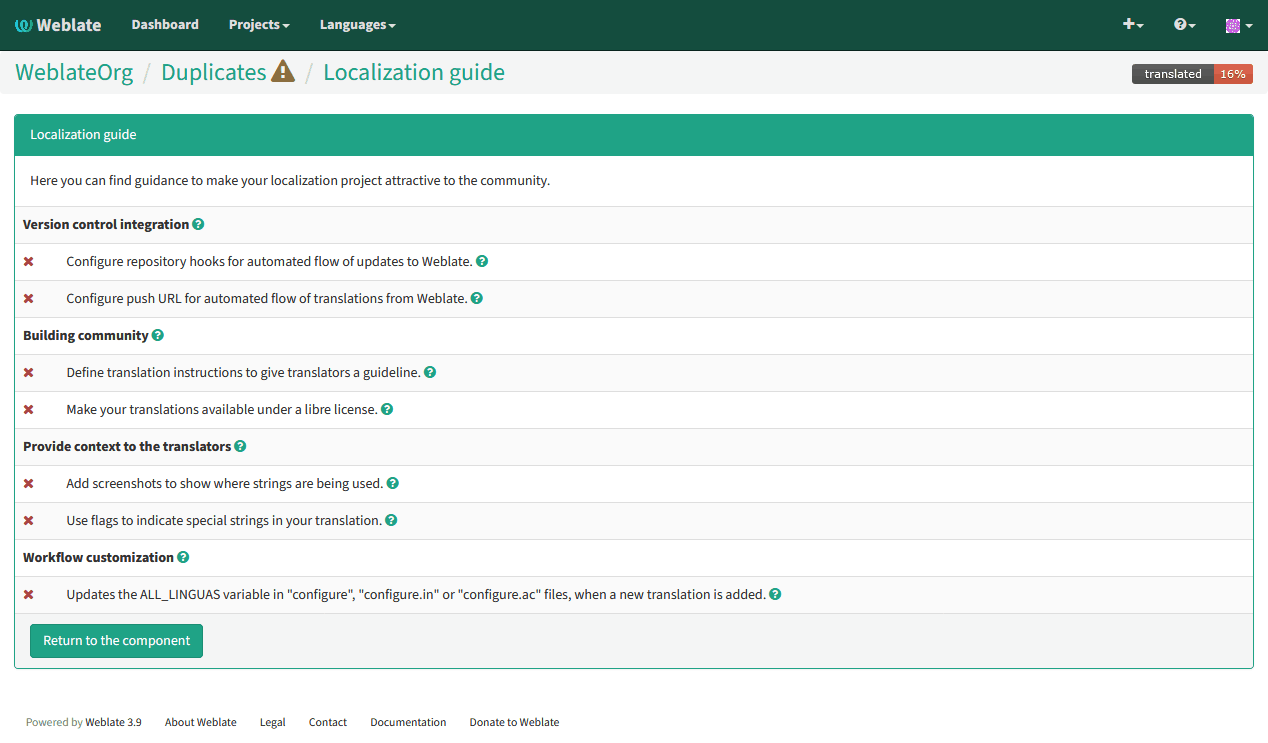 Weblate Dashboard Projects Languages
WeblateOrg / Duplicates / Localization guide translated 16%
Localization guide
Here you can find guidance to make your localization project attractive to the community.
Version control integration
Configure repository hooks for automated flow of updates to Weblate.
Configure push URL for automated flow of translations from Weblate.
Building community
Define translation instructions to give translators a guideline.
Make your translations available under a libre license.
Provide context to the translators
Add screenshots to show where strings are being used.
Use flags to indicate special strings in your translation.
Workflow customization
Updates the ALL_LINGUAS variable in "configure", "configure.in" or "configure.ac" files, when a new translation is added.
Return to the component
Powered by Weblate 3.9 About Weblate Legal Contact Documentation Donate to Weblate